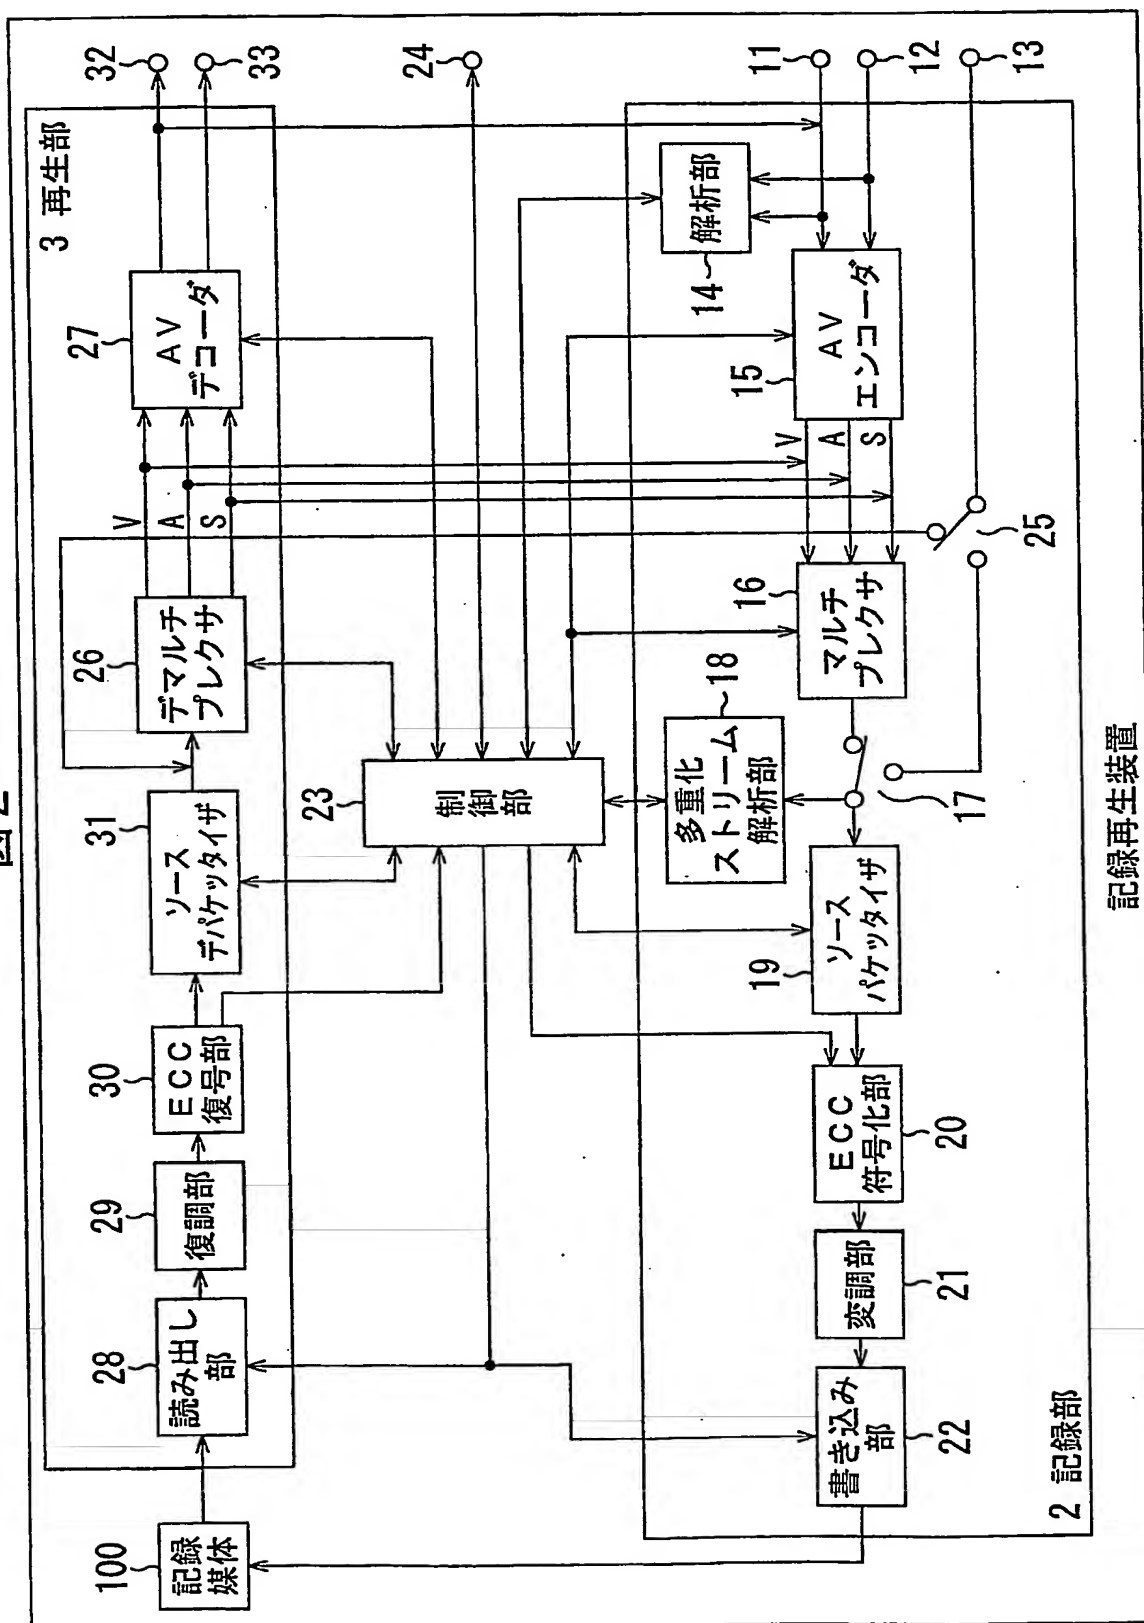 図2
3 再生部
32
33
24
11
12
13
27
AV
デコーダ
V
A
S
26
デマルチ
プレクサ
31
ソース
デパケッタイザ
30
ECC
復号部
29
復調部
28
読み出し
部
100
記録
媒体
23
制御部
14
解析部
15
AV
エンコーダ
V
A
S
16
マルチ
プレクサ
25
17
18
多重化
ストリーム
解析部
19
ソース
パケッタイザ
20
ECC
符号化部
21
変調部
22
書き込み
部
2 記録部
記録再生装置